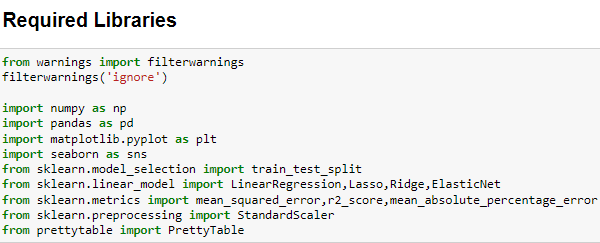 Required Libraries
from warnings import filterwarnings
filterwarnings('ignore')
import numpy as np
import pandas as pd
import matplotlib.pyplot as plt
import seaborn as sns
from sklearn.model_selection import train_test_split
from sklearn.linear_model import LinearRegression,Lasso,Ridge,ElasticNet
from sklearn.metrics import mean_squared_error,r2_score,mean_absolute_percentage_error
from sklearn.preprocessing import StandardScaler
from prettytable import PrettyTable